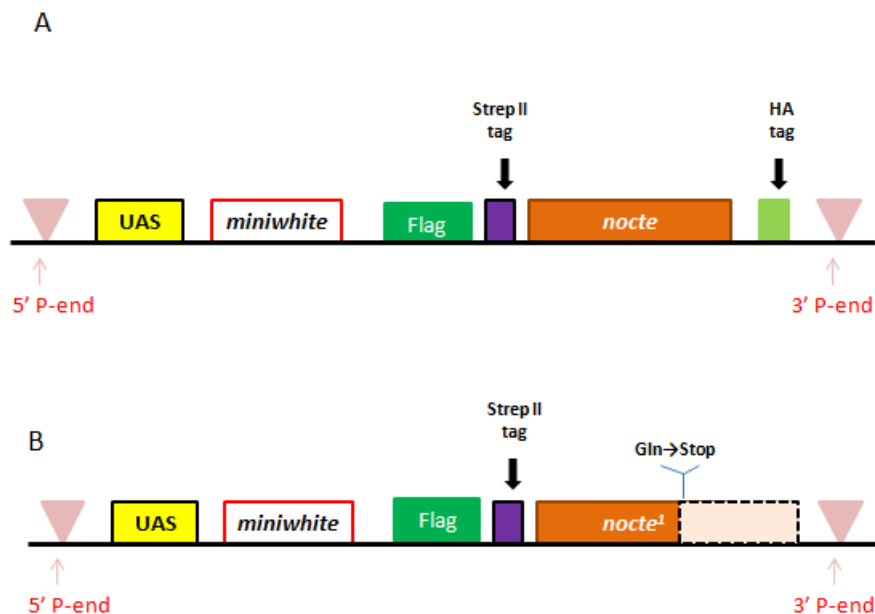 A
Strep II
tag
HA
tag
UAS
miniwhite
Flag
nocte
5’ P-end
3’ P-end
B
Strep II
tag
Gln→Stop
UAS
miniwhite
Flag
nocte¹
5’ P-end
3’ P-end